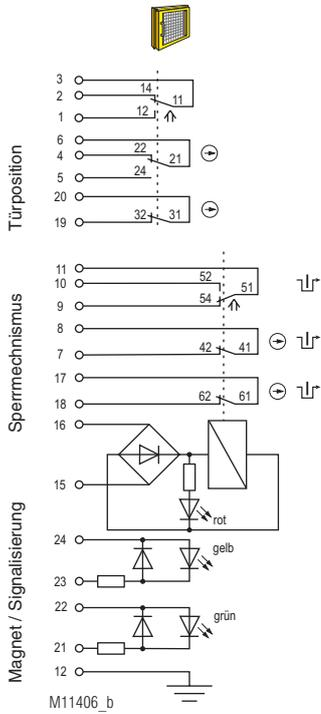 Türposition
3
2 14
11
1 12
6
4 22
21
5 24
20
19 32 31
Sperrmechnismus
11
10 52
51
9 54
8
7 42 41
17
18 62 61
16
15
rot
Magnet / Signalisierung
24
gelb
23
22
grün
21
12
M11406_b